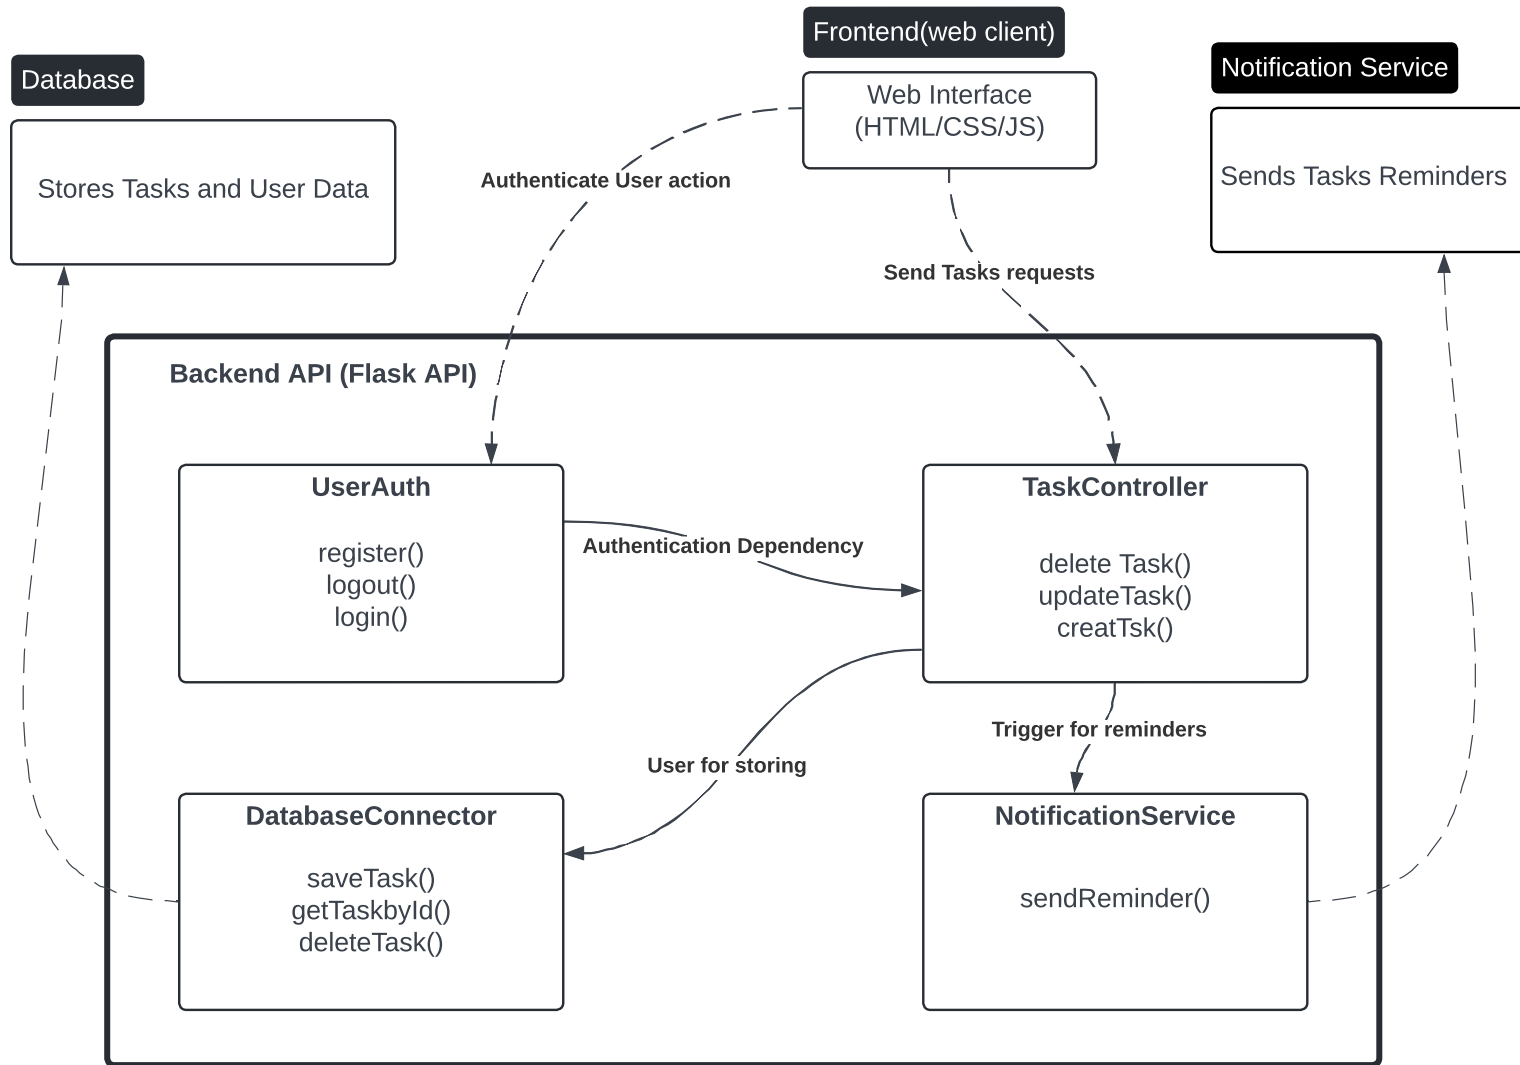 Frontend(web client)
Database
Notification Service
Web Interface
(HTML/CSS/JS)
Stores Tasks and User Data
Sends Tasks Reminders
Authenticate User action
Send Tasks requests
Backend API (Flask API)
UserAuth
register()
logout()
login()
Authentication Dependency
TaskController
delete Task()
updateTask()
creatTsk()
Trigger for reminders
User for storing
DatabaseConnector
saveTask()
getTaskbyId()
deleteTask()
NotificationService
sendReminder()